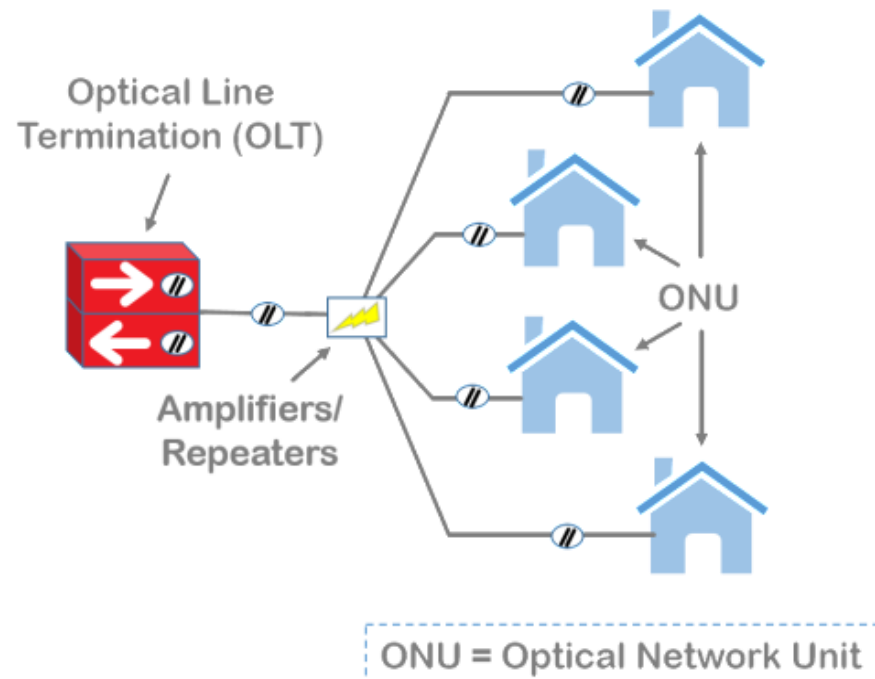 Optical Line
Termination (OLT)
ONU
Amplifiers/
Repeaters
ONU = Optical Network Unit